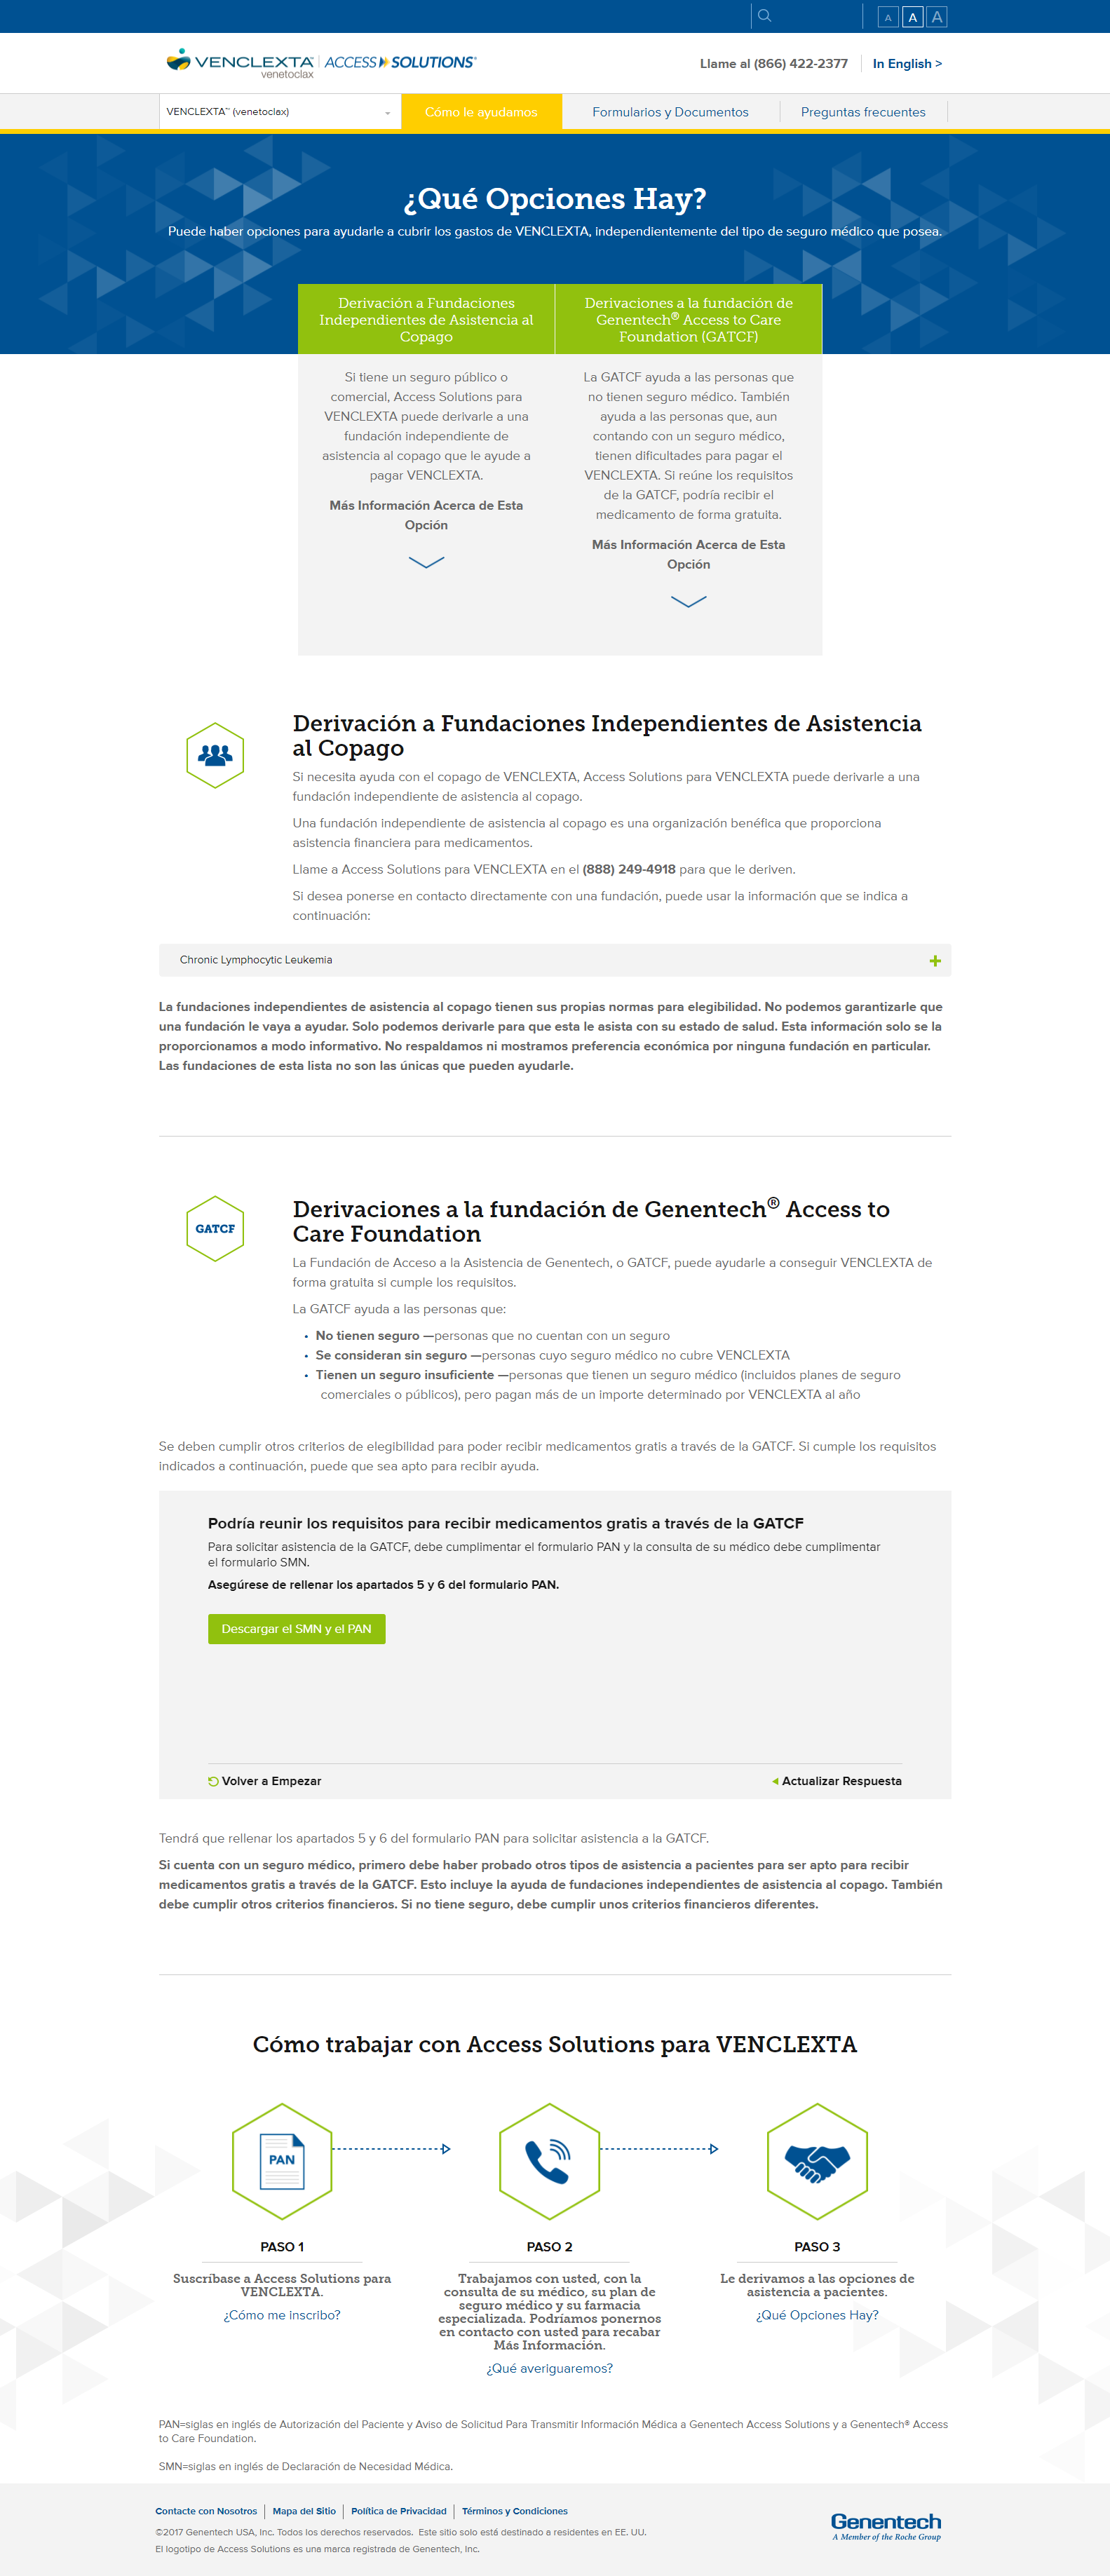 A A A
VENCLEXTA™ venetoclax | ACCESS SOLUTIONS®
Llame al (866) 422-2377 In English >
VENCLEXTA™ (venetoclax) Cómo le ayudamos Formularios y Documentos Preguntas frecuentes
¿Qué Opciones Hay?
Puede haber opciones para ayudarle a cubrir los gastos de VENCLEXTA, independientemente del tipo de seguro médico que posea.
Derivación a Fundaciones
Independientes de Asistencia al
Copago
Si tiene un seguro público o
comercial, Access Solutions para
VENCLEXTA puede derivarle a una
fundación independiente de
asistencia al copago que le ayude a
pagar VENCLEXTA.
Más Información Acerca de Esta
Opción
Derivaciones a la fundación de
Genentech® Access to Care
Foundation (GATCF)
La GATCF ayuda a las personas que
no tienen seguro médico. También
ayuda a las personas que, aun
contando con un seguro médico,
tienen dificultades para pagar el
VENCLEXTA. Si reúne los requisitos
de la GATCF, podría recibir el
medicamento de forma gratuita.
Más Información Acerca de Esta
Opción
Derivación a Fundaciones Independientes de Asistencia
al Copago
Si necesita ayuda con el copago de VENCLEXTA, Access Solutions para VENCLEXTA puede derivarle a una
fundación independiente de asistencia al copago.
Una fundación independiente de asistencia al copago es una organización benéfica que proporciona
asistencia financiera para medicamentos.
Llame a Access Solutions para VENCLEXTA en el (888) 249-4918 para que le deriven.
Si desea ponerse en contacto directamente con una fundación, puede usar la información que se indica a
continuación:
Chronic Lymphocytic Leukemia
La fundaciones independientes de asistencia al copago tienen sus propias normas para elegibilidad. No podemos garantizarle que
una fundación le vaya a ayudar. Solo podemos derivarle para que esta le asista con su estado de salud. Esta información solo se la
proporcionamos a modo informativo. No respaldamos ni mostramos preferencia económica por ninguna fundación en particular.
Las fundaciones de esta lista no son las únicas que pueden ayudarle.
GATCF
Derivaciones a la fundación de Genentech® Access to
Care Foundation
La Fundación de Acceso a la Asistencia de Genentech, o GATCF, puede ayudarle a conseguir VENCLEXTA de
forma gratuita si cumple los requisitos.
La GATCF ayuda a las personas que:
• No tienen seguro —personas que no cuentan con un seguro
• Se consideran sin seguro —personas cuyo seguro médico no cubre VENCLEXTA
• Tienen un seguro insuficiente —personas que tienen un seguro médico (incluidos planes de seguro
comerciales o públicos), pero pagan más de un importe determinado por VENCLEXTA al año
Se deben cumplir otros criterios de elegibilidad para poder recibir medicamentos gratis a través de la GATCF. Si cumple los requisitos
indicados a continuación, puede que sea apto para recibir ayuda.
Podría reunir los requisitos para recibir medicamentos gratis a través de la GATCF
Para solicitar asistencia de la GATCF, debe cumplimentar el formulario PAN y la consulta de su médico debe cumplimentar
el formulario SMN.
Asegúrese de rellenar los apartados 5 y 6 del formulario PAN.
Descargar el SMN y el PAN
Volver a Empezar Actualizar Respuesta
Tendrá que rellenar los apartados 5 y 6 del formulario PAN para solicitar asistencia a la GATCF.
Si cuenta con un seguro médico, primero debe haber probado otros tipos de asistencia a pacientes para ser apto para recibir
medicamentos gratis a través de la GATCF. Esto incluye la ayuda de fundaciones independientes de asistencia al copago. También
debe cumplir otros criterios financieros. Si no tiene seguro, debe cumplir unos criterios financieros diferentes.
Cómo trabajar con Access Solutions para VENCLEXTA
PAN
PASO 1
Suscríbase a Access Solutions para
VENCLEXTA.
¿Cómo me inscribo?
PASO 2
Trabajamos con usted, con la
consulta de su médico, su plan de
seguro médico y su farmacia
especializada. Podríamos ponernos
en contacto con usted para recabar
Más Información.
¿Qué averiguaremos?
PASO 3
Le derivamos a las opciones de
asistencia a pacientes.
¿Qué Opciones Hay?
PAN=siglas en inglés de Autorización del Paciente y Aviso de Solicitud Para Transmitir Información Médica a Genentech Access Solutions y a Genentech® Access
to Care Foundation.
SMN=siglas en inglés de Declaración de Necesidad Médica.
Contacte con Nosotros | Mapa del Sitio | Política de Privacidad | Términos y Condiciones
©2017 Genentech USA, Inc. Todos los derechos reservados. Este sitio solo está destinado a residentes en EE. UU.
El logotipo de Access Solutions es una marca registrada de Genentech, Inc.
Genentech
A Member of the Roche Group